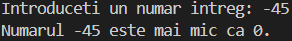 Introduceti un numar intreg: -45
Numarul -45 este mai mic ca 0.